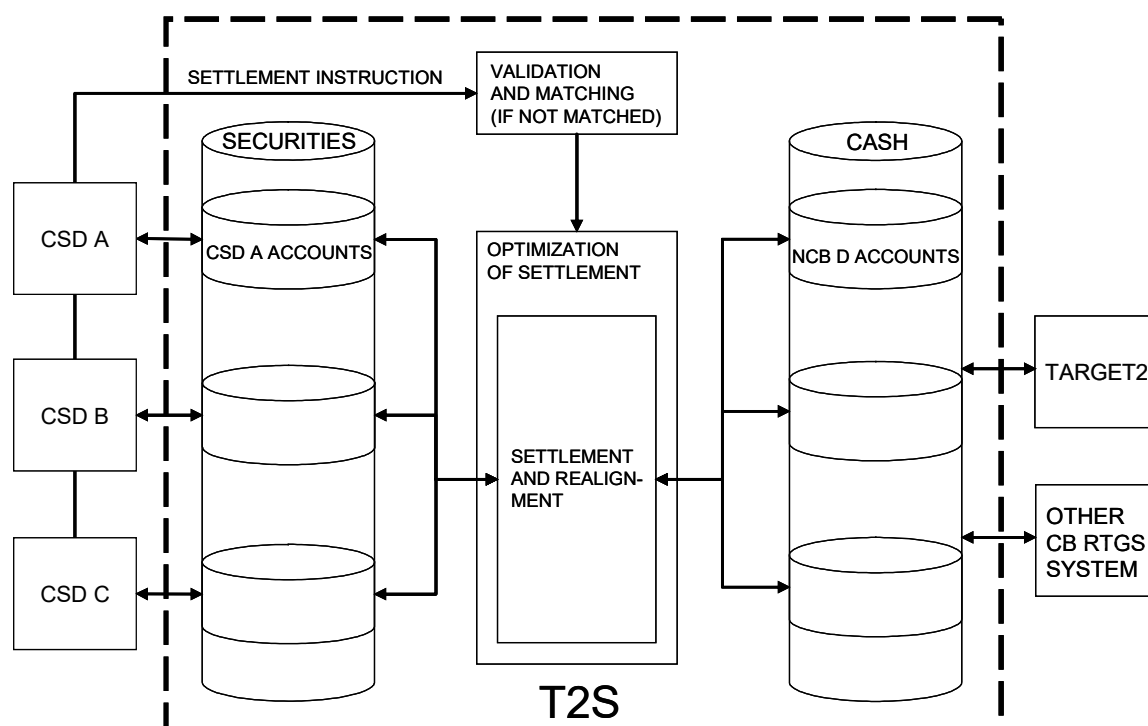 SETTLEMENT INSTRUCTION
VALIDATION
AND MATCHING
(IF NOT MATCHED)
SECURITIES
CASH
CSD A
CSD A ACCOUNTS
OPTIMIZATION
OF SETTLEMENT
NCB D ACCOUNTS
TARGET2
CSD B
SETTLEMENT
AND REALIGN-
MENT
OTHER
CB RTGS
SYSTEM
CSD C
T2S